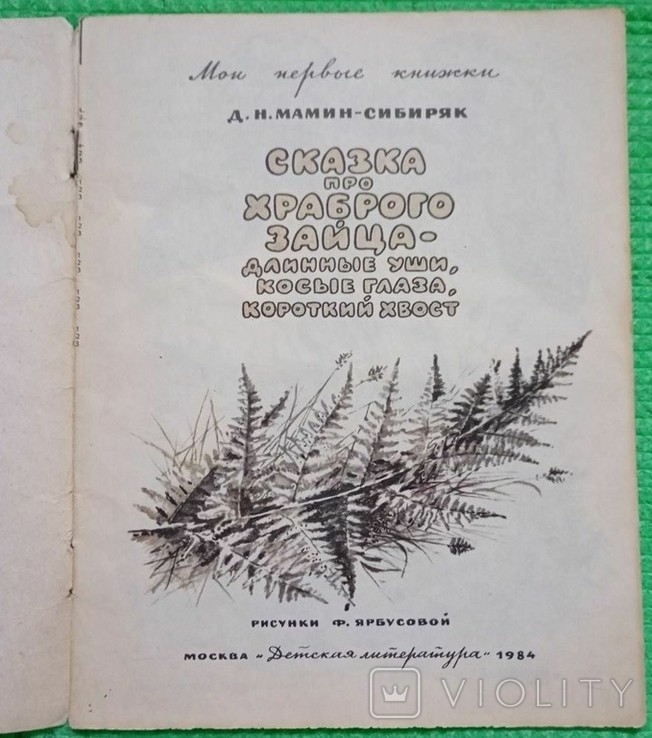 Мои первые книжки
Д. Н. МАМИН-СИБИРЯК
СКАЗКА
ПРО
ХРАБРОГО
ЗАЙЦА-
ДЛИННЫЕ УШИ,
КОСЫЕ ГЛАЗА,
КОРОТКИЙ ХВОСТ
РИСУНКИ Ф. ЯРБУСОВОЙ
МОСКВА „Детская литература" 1984
VIOLITY